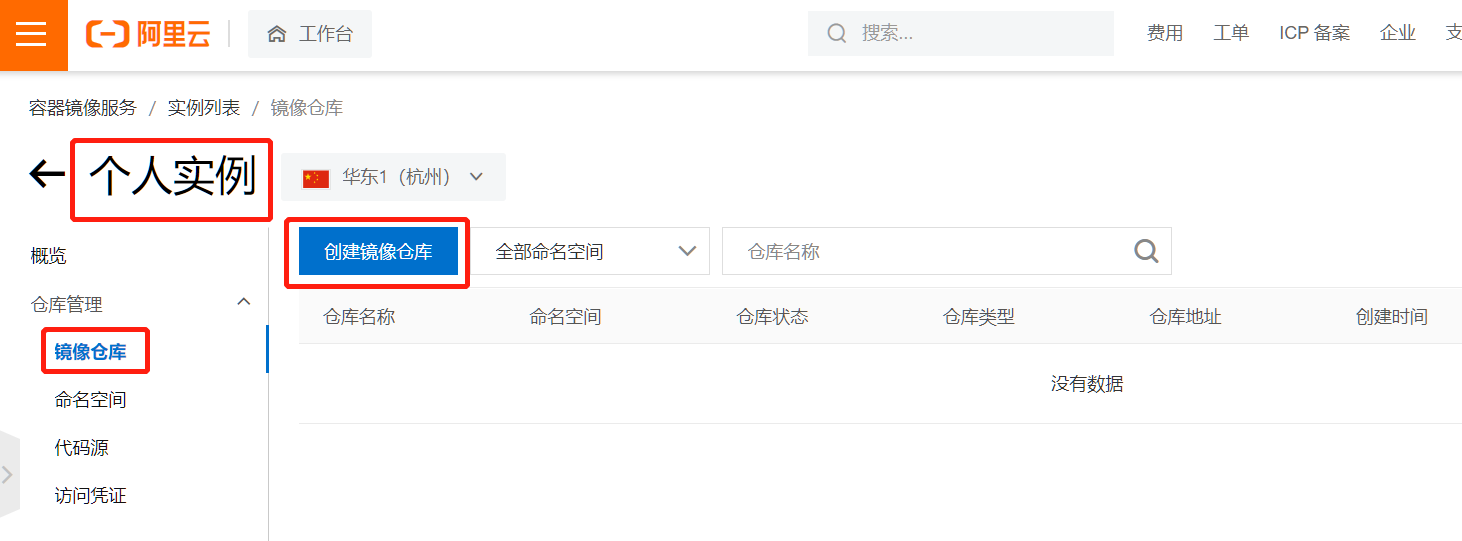 阿里云 工作台 搜索... 费用 工单 ICP 备案 企业 支
容器镜像服务 / 实例列表 / 镜像仓库
个人实例 华东1（杭州）
创建镜像仓库 全部命名空间 仓库名称
概览
仓库管理
仓库名称 命名空间 仓库状态 仓库类型 仓库地址 创建时间
镜像仓库
没有数据
命名空间
代码源
访问凭证